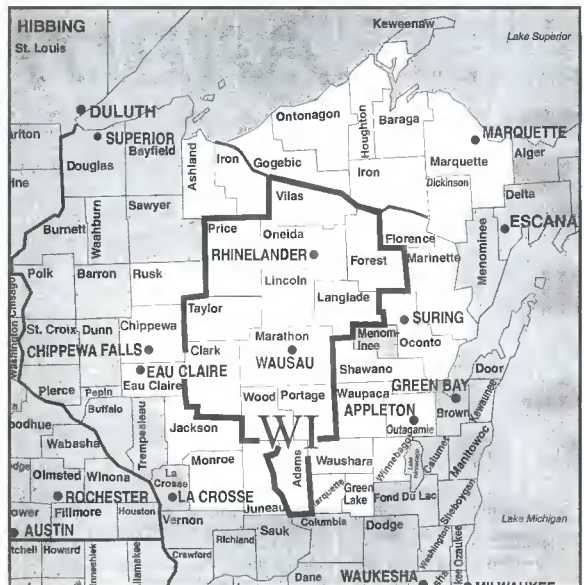 Keweenaw
HIBBING
Lake Superior
St. Louis
Ontonagon
Houghton
Baraga
DULUTH
MARQUETTE
SUPERIOR
Alger
Bayfield
Douglas
Ashland
Iron
Gogebic
Iron
Marquette
Dickinson
Delta
Vilas
Sawyer
Burnett
Washburn
Price
Oneida
Florence
Menominee
ESCANA
RHINELANDER
Forest
Marinette
Polk
Barron
Rusk
Lincoln
Langlade
Taylor
Washington
Chisago
St. Croix
Dunn
Chippewa
SURING
Marathon
Menom-
inee
Oconto
CHIPPEWA FALLS
Clark
WAUSAU
EAU CLAIRE
Shawano
Door
Pierce
Pepin
Eau Claire
GREEN BAY
Wood
Portage
Waupaca
Kewaunee
Buffalo
APPLETON
Brown
Trempealeau
Jackson
WI
Outagamie
Wabasha
Monroe
Adams
Waushara
Winnebago
Calumet
Manitowoc
Olmsted
Winona
La
Crosse
ROCHESTER
LA CROSSE
Green
Lake
Fond Du Lac
Sheboygan
Fillmore
Houston
Juneau
Lake Michigan
AUSTIN
Vernon
Columbia
Dodge
Sauk
Richland
Washington
Ozaukee
Howard
Crawford
Dane
WAUKESHA
MILWAUKEE